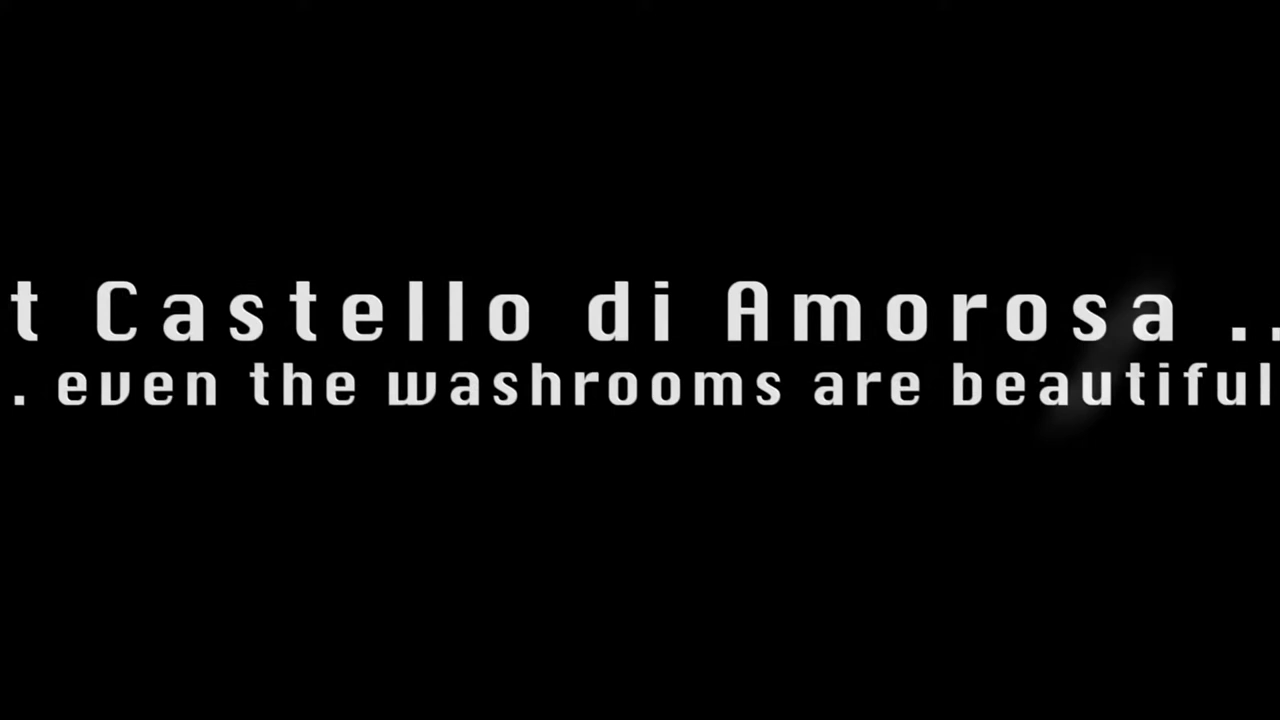 t Castello di Amorosa ..
. even the washrooms are beautiful